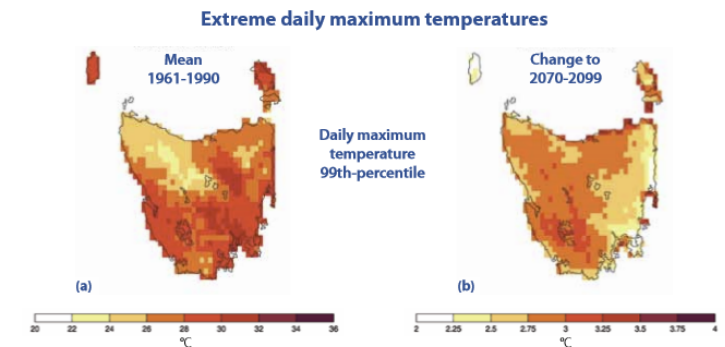 Extreme daily maximum temperatures
Mean
1961-1990
Change to
2070-2099
Daily maximum
temperature
99th-percentile
(a)
(b)
20 22 24 26 28 30 32 34 36
°C
2 2.25 2.5 2.75 3 3.25 3.5 3.75 4
°C